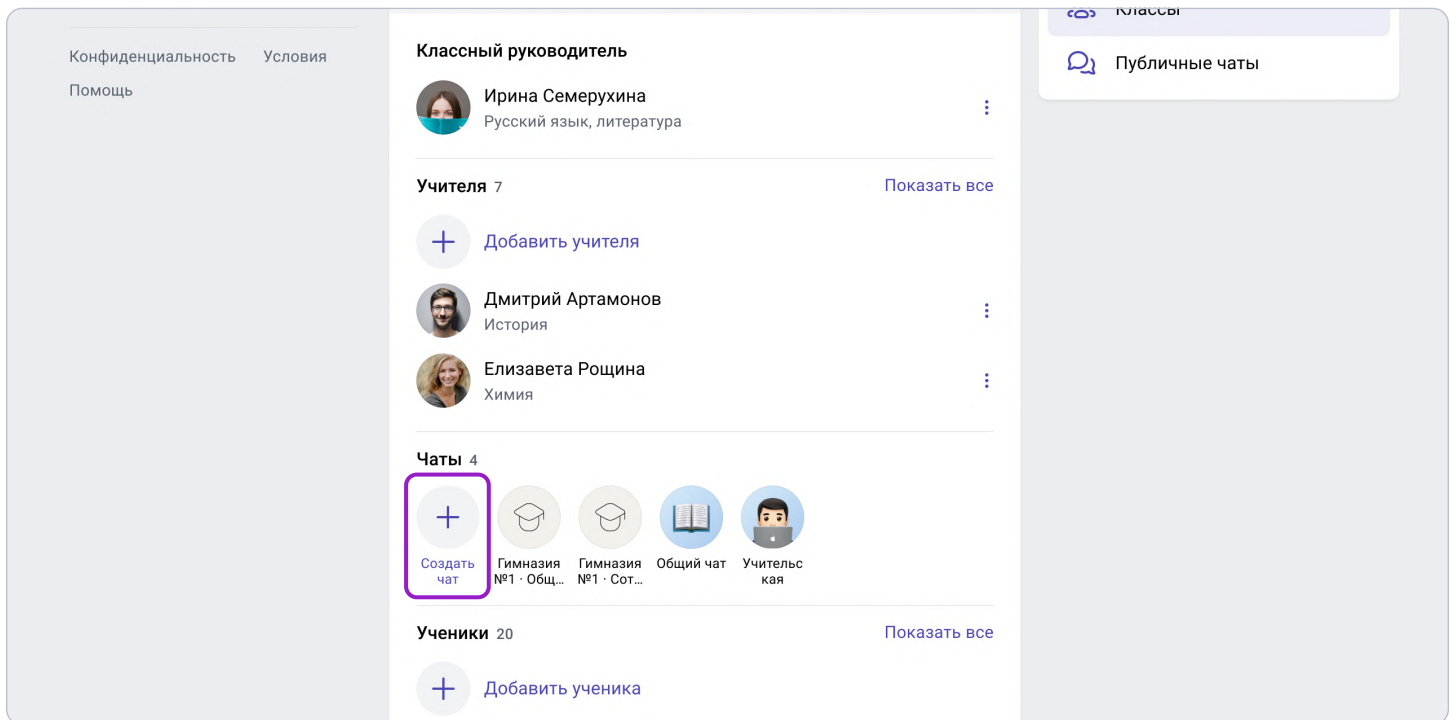 Конфиденциальность Условия
Помощь
Классный руководитель
Ирина Семерухина
Русский язык, литература
Учителя 7
Показать все
Добавить учителя
Дмитрий Артамонов
История
Елизавета Рощина
Химия
Чаты 4
Создать
чат
Гимназия
№1 · Общ...
Гимназия
№1 · Сот...
Общий чат
Учительс
кая
Ученики 20
Показать все
Добавить ученика
Классы
Публичные чаты